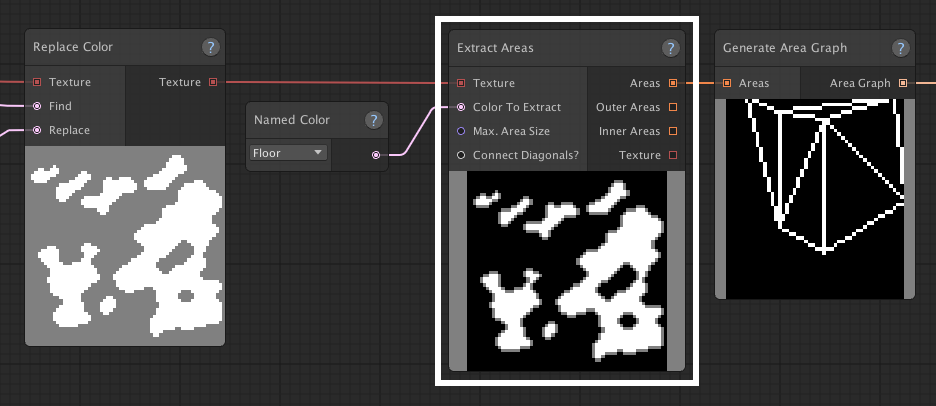 Replace Color ?
Texture Texture
Find
Replace
Named Color ?
Floor
Extract Areas ?
Texture Areas
Color To Extract Outer Areas
Max. Area Size Inner Areas
Connect Diagonals? Texture
Generate Area Graph ?
Areas Area Graph